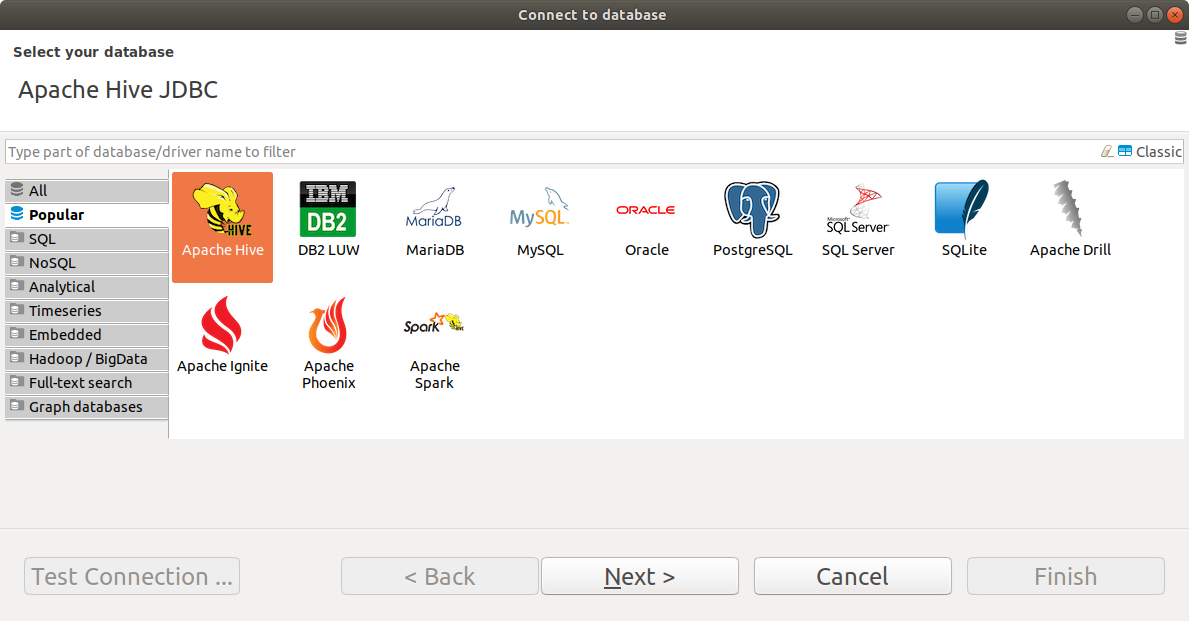 Connect to database
Select your database
Apache Hive JDBC
Type part of database/driver name to filter
Classic
All
Popular
SQL
NoSQL
Analytical
Timeseries
Embedded
Hadoop / BigData
Full-text search
Graph databases
HIVE
Apache Hive
IBM
DB2
DB2 LUW
MariaDB
MariaDB
MySQL
MySQL
ORACLE
Oracle
PostgreSQL
Microsoft
SQL Server
SQL Server
SQLite
Apache Drill
Apache Ignite
Apache
Phoenix
Spark HIVE
Apache
Spark
Test Connection ...
< Back
Next >
Cancel
Finish